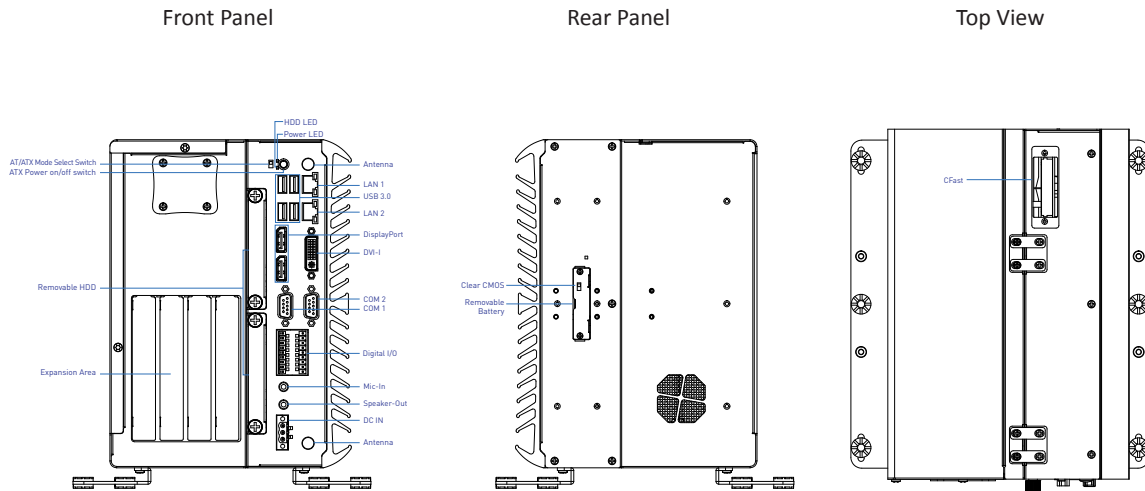 Front Panel
Rear Panel
Top View
HDD LED
Power LED
AT/ATX Mode Select Switch
ATX Power on/off switch
Antenna
LAN 1
USB 3.0
LAN 2
DisplayPort
DVI-I
Removable HDD
COM 2
COM 1
Digital I/O
Expansion Area
Mic-In
Speaker-Out
DC IN
Antenna
Clear CMOS
Removable
Battery
CFast